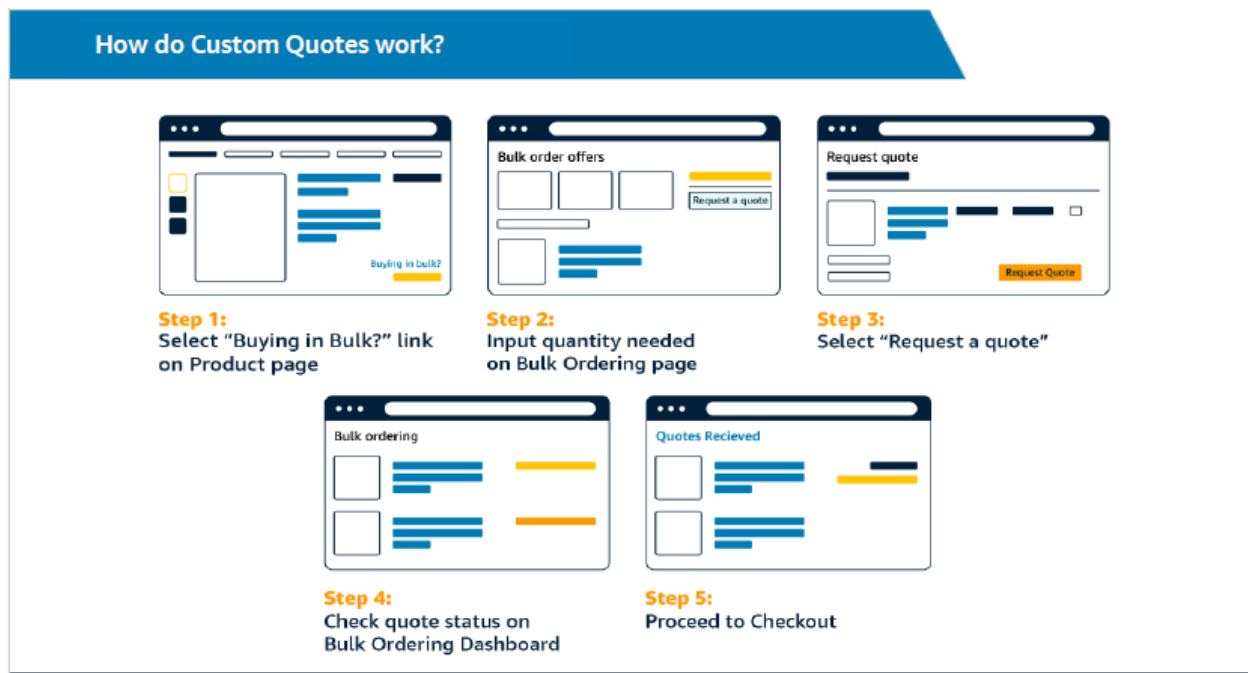 How do Custom Quotes work?
Buying in bulk?
Step 1:
Select “Buying in Bulk?” link
on Product page
Bulk order offers
Request a quote
Step 2:
Input quantity needed
on Bulk Ordering page
Request quote
Request Quote
Step 3:
Select “Request a quote”
Bulk ordering
Step 4:
Check quote status on
Bulk Ordering Dashboard
Quotes Recieved
Step 5:
Proceed to Checkout